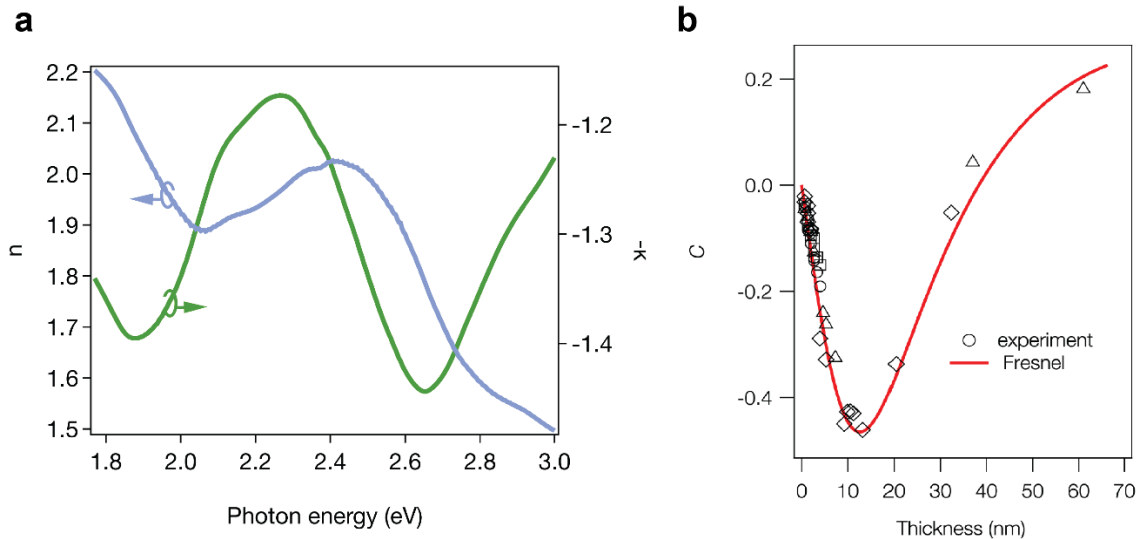 a
2.2
2.1
2.0
1.9
1.8
1.7
1.6
1.5
n
-1.2
-1.3
-1.4
-κ
1.8 2.0 2.2 2.4 2.6 2.8 3.0
Photon energy (eV)
b
0.2
0.0
-0.2
-0.4
C
experiment
Fresnel
0 10 20 30 40 50 60 70
Thickness (nm)